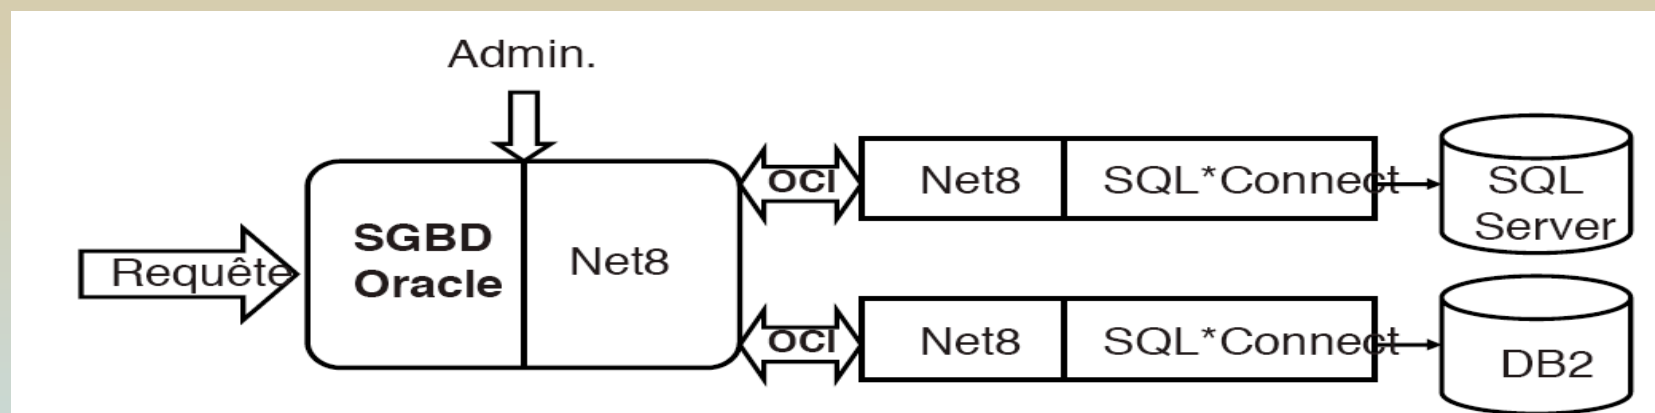 Admin.
Requête
SGBD
Oracle
Net8
OCI
Net8
SQL*Connect
SQL
Server
OCI
Net8
SQL*Connect
DB2